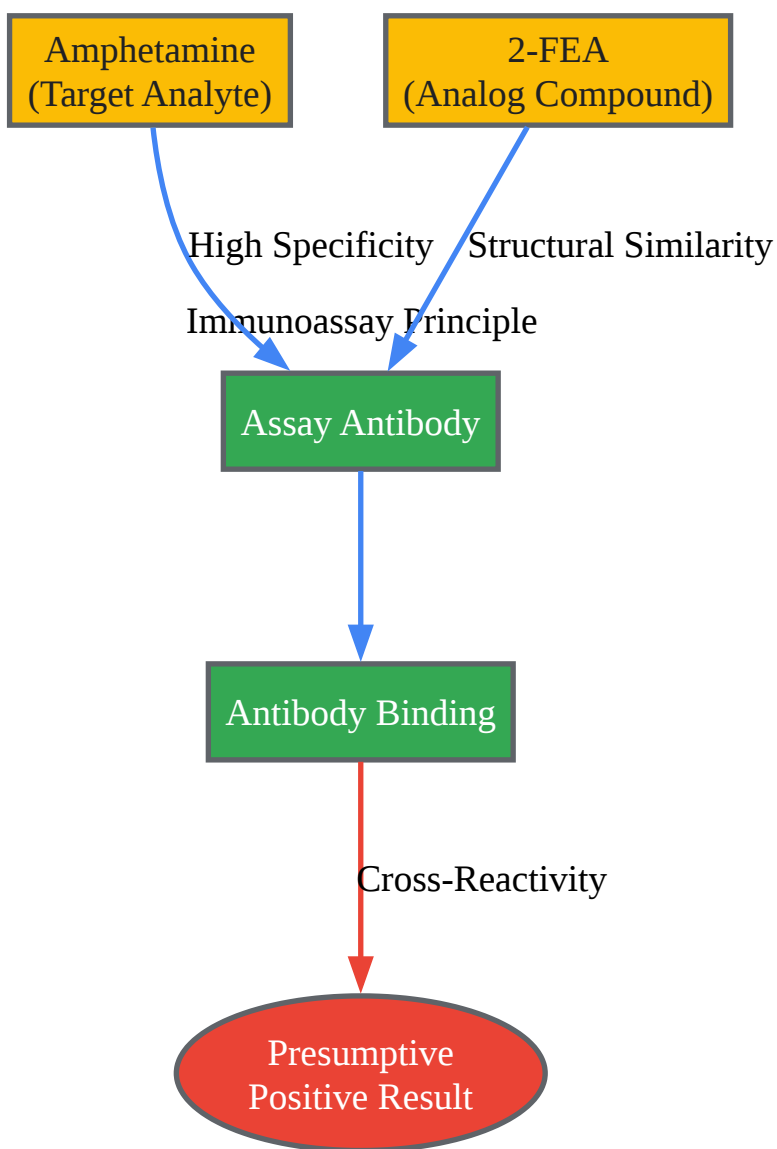 Amphetamine
(Target Analyte)
2-FEA
(Analog Compound)
High Specificity
Structural Similarity
Immunoassay Principle
Assay Antibody
Antibody Binding
Cross-Reactivity
Presumptive
Positive Result